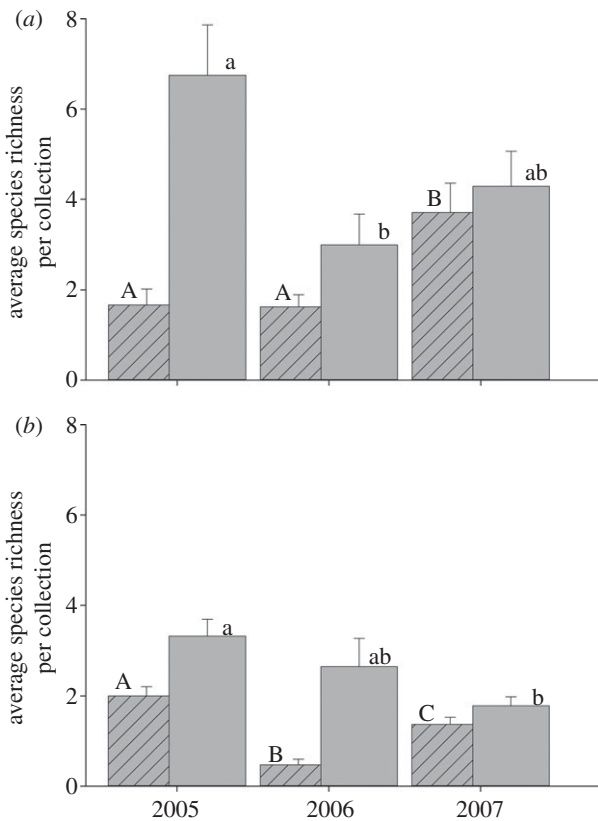 (a)
8
6
4
2
0
average species richness
per collection
A
a
A
b
B
ab
(b)
8
6
4
2
0
average species richness
per collection
A
a
B
ab
C
b
2005
2006
2007